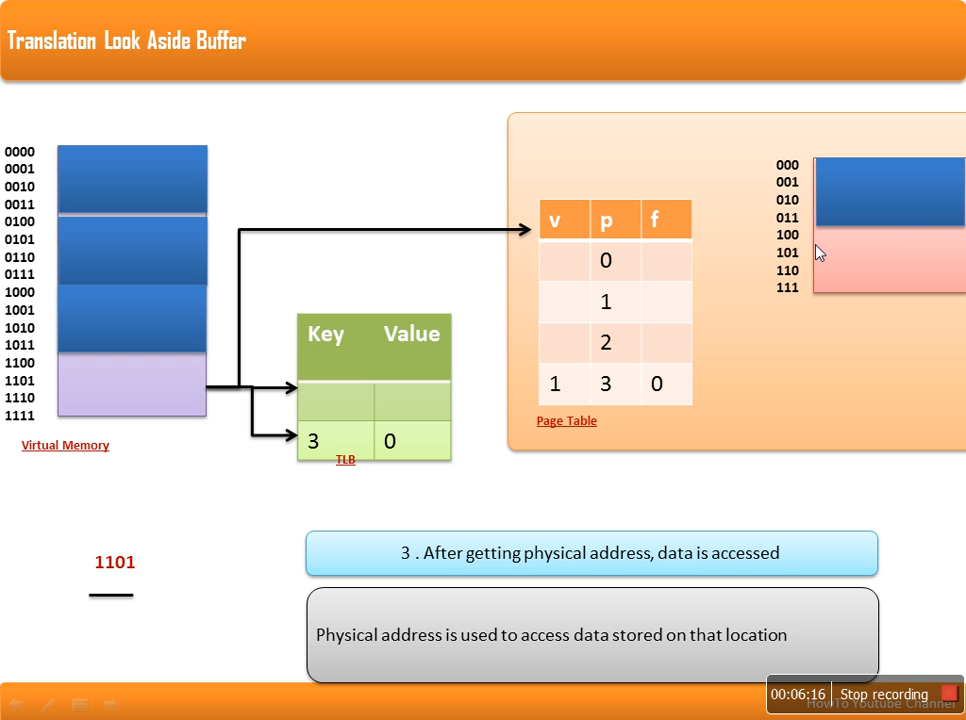 Translation Look Aside Buffer
0000
0001
0010
0011
0100
0101
0110
0111
1000
1001
1010
1011
1100
1101
1110
1111
Virtual Memory
Key Value
3 0
TLB
v p f
0
1
2
1 3 0
Page Table
000
001
010
011
100
101
110
111
1101
3 . After getting physical address, data is accessed
Physical address is used to access data stored on that location
00:06:16 Stop recording
HowTo Youtube Channel